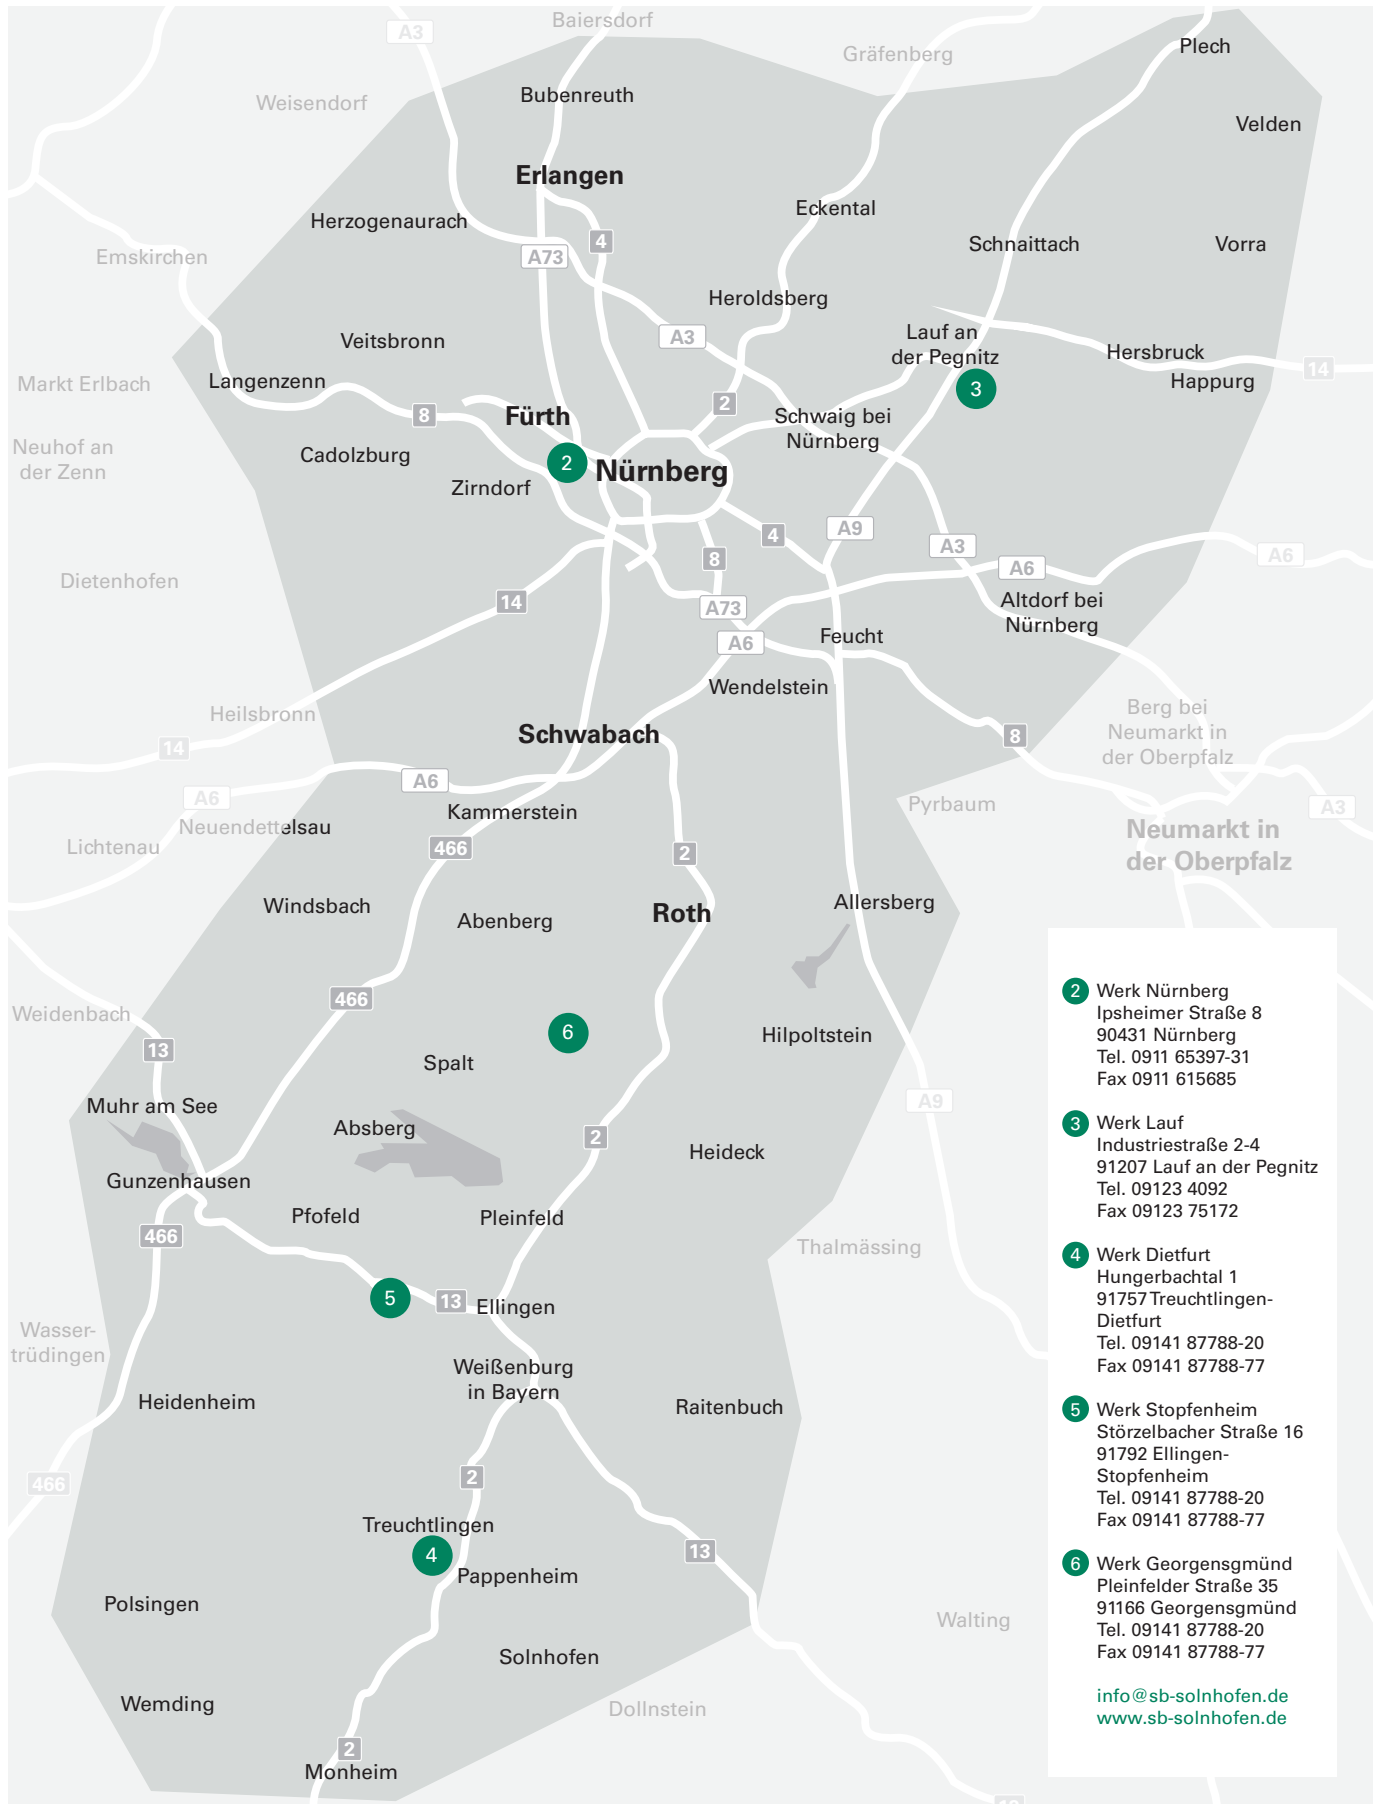 Baiersdorf
A3
Gräfenberg
Plech
Weisendorf
Bubenreuth
Velden
Erlangen
Eckental
Herzogenaurach
4
Schnaittach
Vorra
Emskirchen
A73
Heroldsberg
Veitsbronn
A3
Lauf an
der Pegnitz
Hersbruck
14
Markt Erlbach
Langenzenn
3
Happurg
8
Fürth
2
Schwaig bei
Nürnberg
Neuhof an
der Zenn
Cadolzburg
2
Nürnberg
Zirndorf
A9
4
A3
A6
Dietenhofen
8
A6
14
A73
Altdorf bei
Nürnberg
A6
Feucht
Wendelstein
Heilsbronn
Berg bei
Neumarkt in
der Oberpfalz
14
Schwabach
8
A6
A6
Kammerstein
Pyrbaum
A3
Neuendettelsau
Neumarkt in
der Oberpfalz
Lichtenau
466
2
Windsbach
Abenberg
Roth
Allersberg
466
Weidenbach
6
Hilpoltstein
13
Spalt
A9
Muhr am See
Absberg
2
Heideck
Gunzenhausen
Pfofeld
Pleinfeld
466
Thalmässing
5
13
Ellingen
Wasser-
trüdingen
Weißenburg
in Bayern
Heidenheim
Raitenbuch
466
2
Treuchtlingen
4
13
Pappenheim
Polsingen
Walting
Solnhofen
Wemding
Dollnstein
2
Monheim
13
2 Werk Nürnberg
Ipsheimer Straße 8
90431 Nürnberg
Tel. 0911 65397-31
Fax 0911 615685
3 Werk Lauf
Industriestraße 2-4
91207 Lauf an der Pegnitz
Tel. 09123 4092
Fax 09123 75172
4 Werk Dietfurt
Hungerbachtal 1
91757 Treuchtlingen-
Dietfurt
Tel. 09141 87788-20
Fax 09141 87788-77
5 Werk Stopfenheim
Störzelbacher Straße 16
91792 Ellingen-
Stopfenheim
Tel. 09141 87788-20
Fax 09141 87788-77
6 Werk Georgensgmünd
Pleinfelder Straße 35
91166 Georgensgmünd
Tel. 09141 87788-20
Fax 09141 87788-77
info@sb-solnhofen.de
www.sb-solnhofen.de